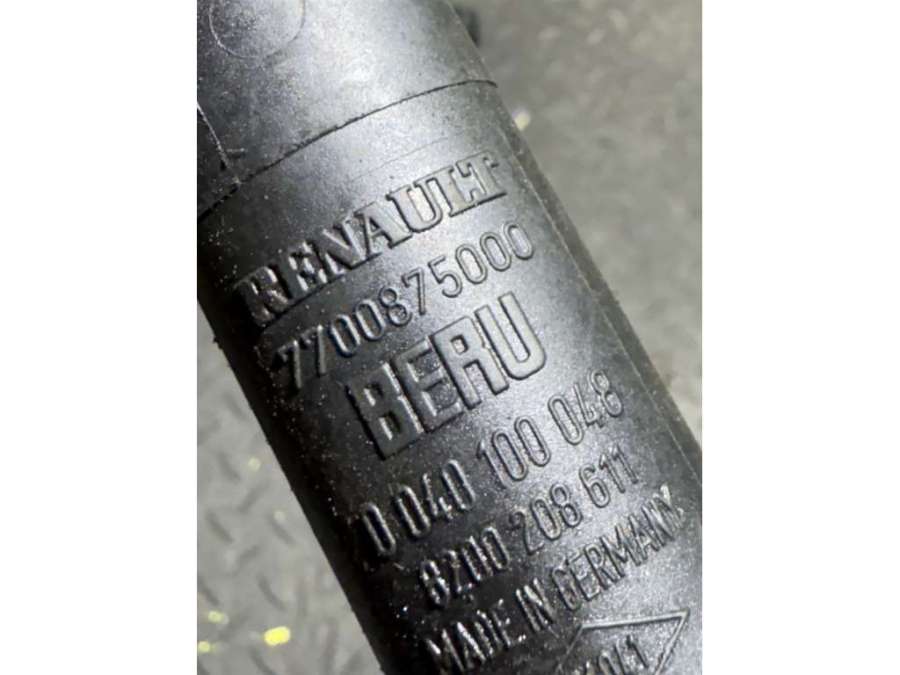 RENAULT
7700875000
BERU
0 040 100 048
8200 208 611
MADE IN GERMANY